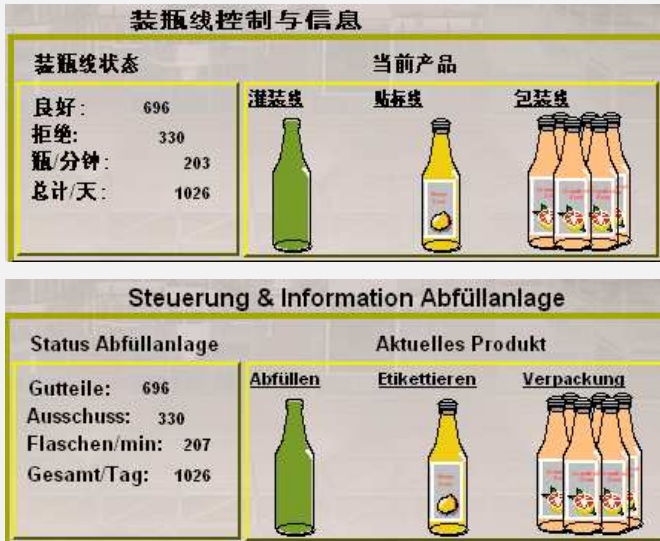 装瓶线控制与信息
装瓶线状态
当前产品
良好: 696
拒绝: 330
瓶/分钟: 203
总计/天: 1026
灌装线
贴标线
包装线
Steuerung & Information Abfüllanlage
Status Abfüllanlage
Aktuelles Produkt
Gutteile: 696
Ausschuss: 330
Flaschen/min: 207
Gesamt/Tag: 1026
Abfüllen
Etikettieren
Verpackung